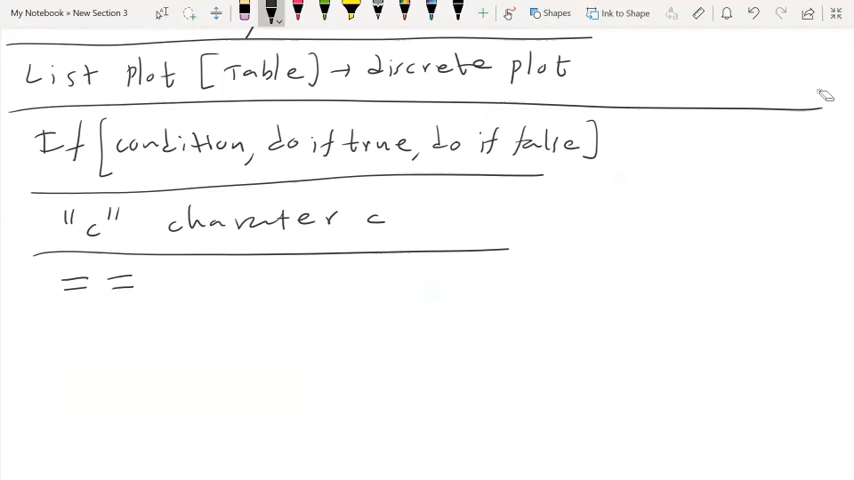 My Notebook » New Section 3
Shapes
Ink to Shape
List plot [Table] → discrete plot
If [condition, do if true, do if false]
"c" character c
= =